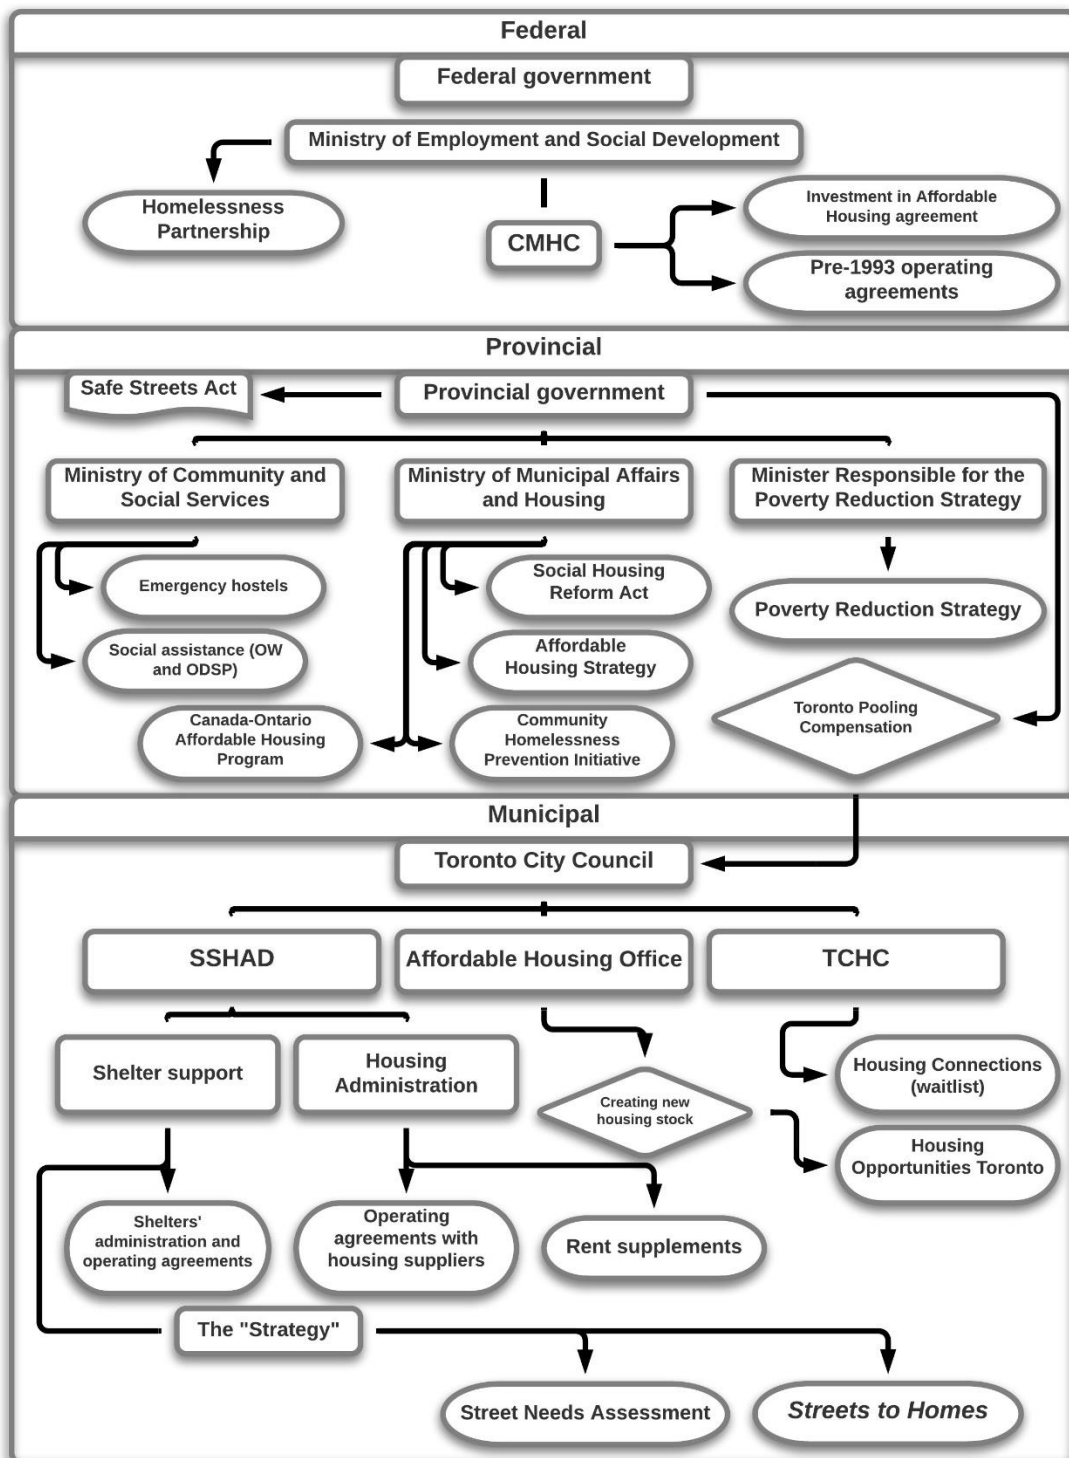 Federal
Federal government
Ministry of Employment and Social Development
Homelessness
Partnership
CMHC
Investment in Affordable
Housing agreement
Pre-1993 operating
agreements
Provincial
Safe Streets Act
Provincial government
Ministry of Community and
Social Services
Ministry of Municipal Affairs
and Housing
Minister Responsible for the
Poverty Reduction Strategy
Emergency hostels
Social Housing
Reform Act
Poverty Reduction Strategy
Social assistance (OW
and ODSP)
Affordable
Housing Strategy
Canada-Ontario
Affordable Housing
Program
Community
Homelessness
Prevention Initiative
Toronto Pooling
Compensation
Municipal
Toronto City Council
SSHAD
Affordable Housing Office
TCHC
Shelter support
Housing
Administration
Creating new
housing stock
Housing Connections
(waitlist)
Housing
Opportunities Toronto
Shelters'
administration and
operating agreements
Operating
agreements with
housing suppliers
Rent supplements
The "Strategy"
Street Needs Assessment
Streets to Homes